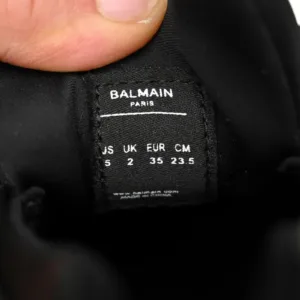 BALMAIN
PARIS
US UK EUR CM
5 2 35 23.5